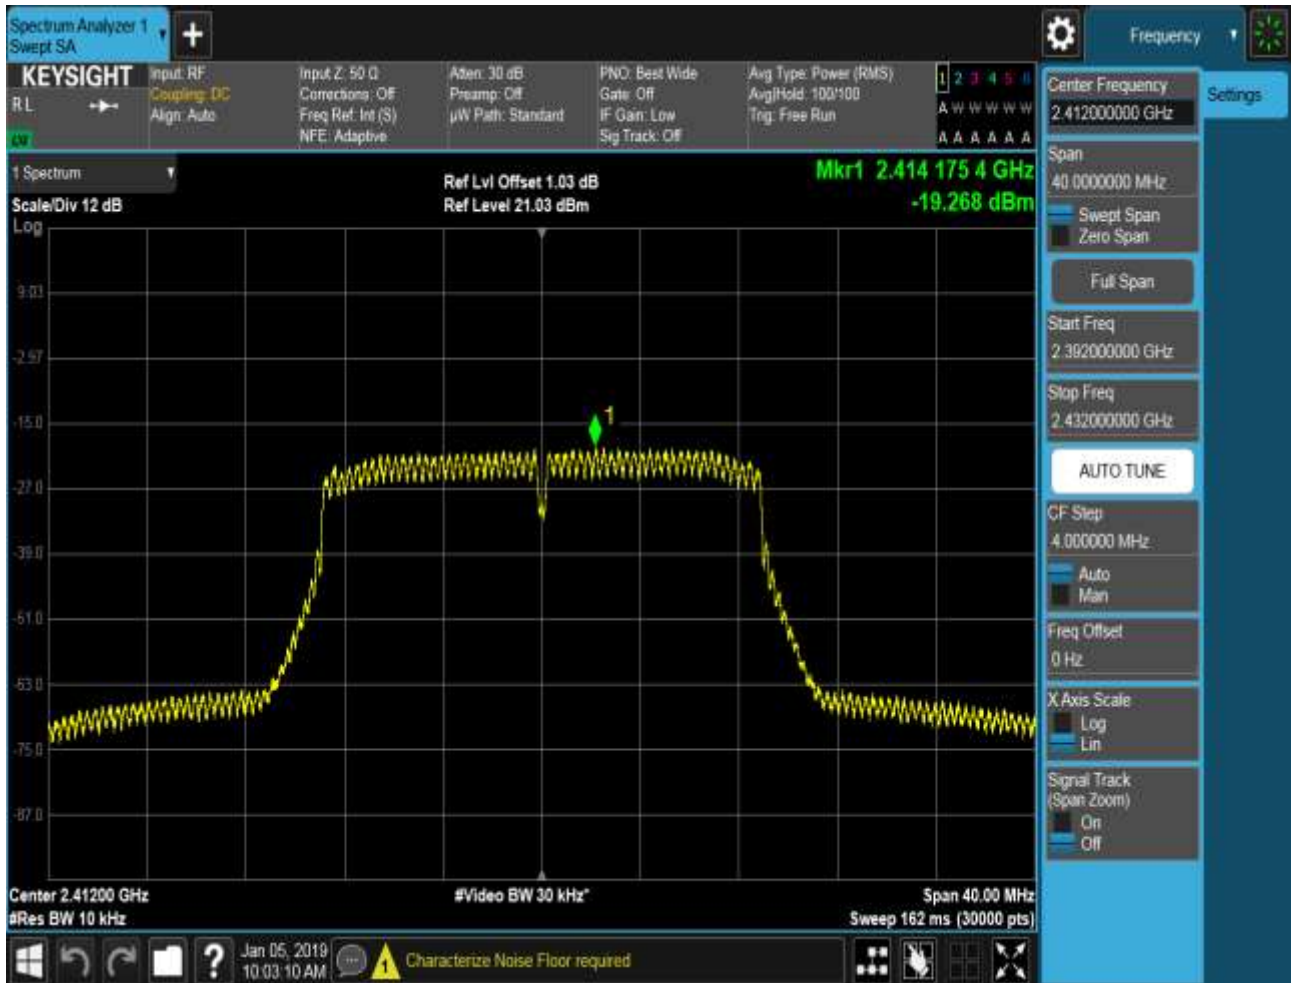 Spectrum Analyzer 1
Swept SA
+
Frequency
KEYSIGHT
R L
Input: RF
Coupling: DC
Align: Auto
Input Z: 50 Ω
Corrections: Off
Freq Ref: Int (S)
NFE: Adaptive
Atten: 30 dB
Preamp: Off
µW Path: Standard
PNO: Best Wide
Gate: Off
IF Gain: Low
Sig Track: Off
Avg Type: Power (RMS)
Avg|Hold: 100/100
Trig: Free Run
1 2 3 4 5 6
A W W W W W
A A A A A A
Settings
Center Frequency
2.412000000 GHz
Span
40.0000000 MHz
Swept Span
Zero Span
Full Span
Start Freq
2.392000000 GHz
Stop Freq
2.432000000 GHz
AUTO TUNE
CF Step
4.000000 MHz
Auto
Man
Freq Offset
0 Hz
X Axis Scale
Log
Lin
Signal Track
(Span Zoom)
On
Off
1 Spectrum
Scale/Div 12 dB
Log
Ref Lvl Offset 1.03 dB
Ref Level 21.03 dBm
Mkr1 2.414 175 4 GHz
-19.268 dBm
9.03
-2.97
-15.0
1
-27.0
-39.0
-51.0
-63.0
-75.0
-87.0
Center 2.41200 GHz
#Res BW 10 kHz
#Video BW 30 kHz*
Span 40.00 MHz
Sweep 162 ms (30000 pts)
?
Jan 05, 2019
10:03:10 AM
1
Characterize Noise Floor required